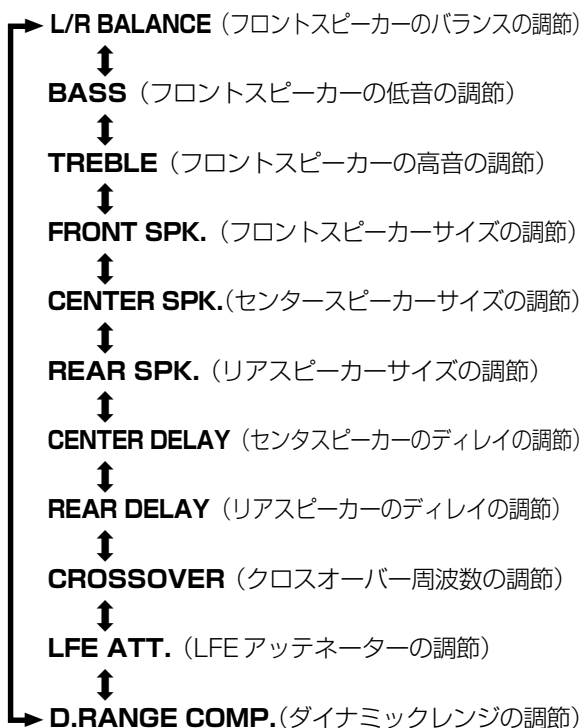 L/R BALANCE（フロントスピーカーのバランスの調節）
BASS（フロントスピーカーの低音の調節）
TREBLE（フロントスピーカーの高音の調節）
FRONT SPK.（フロントスピーカーサイズの調節）
CENTER SPK.（センタースピーカーサイズの調節）
REAR SPK.（リアスピーカーサイズの調節）
CENTER DELAY（センタスピーカーのディレイの調節）
REAR DELAY（リアスピーカーのディレイの調節）
CROSSOVER（クロスオーバー周波数の調節）
LFE ATT.（LFEアッテネーターの調節）
D.RANGE COMP.（ダイナミックレンジの調節）